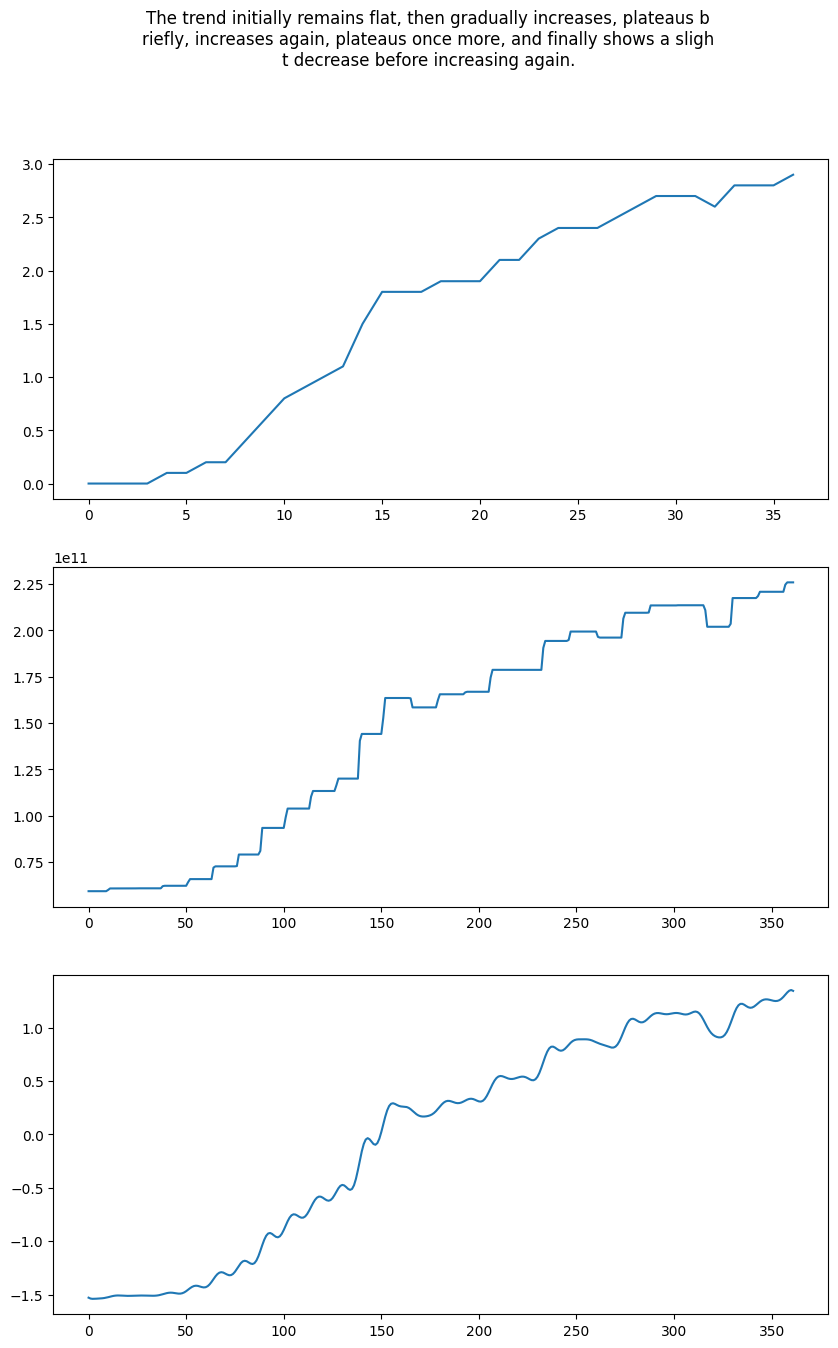 The trend initially remains flat, then gradually increases, plateaus b
riefly, increases again, plateaus once more, and finally shows a sligh
t decrease before increasing again.
3.0
2.5
2.0
1.5
1.0
0.5
0.0
0 5 10 15 20 25 30 35
1e11
2.25
2.00
1.75
1.50
1.25
1.00
0.75
0 50 100 150 200 250 300 350
1.0
0.5
0.0
−0.5
−1.0
−1.5
0 50 100 150 200 250 300 350